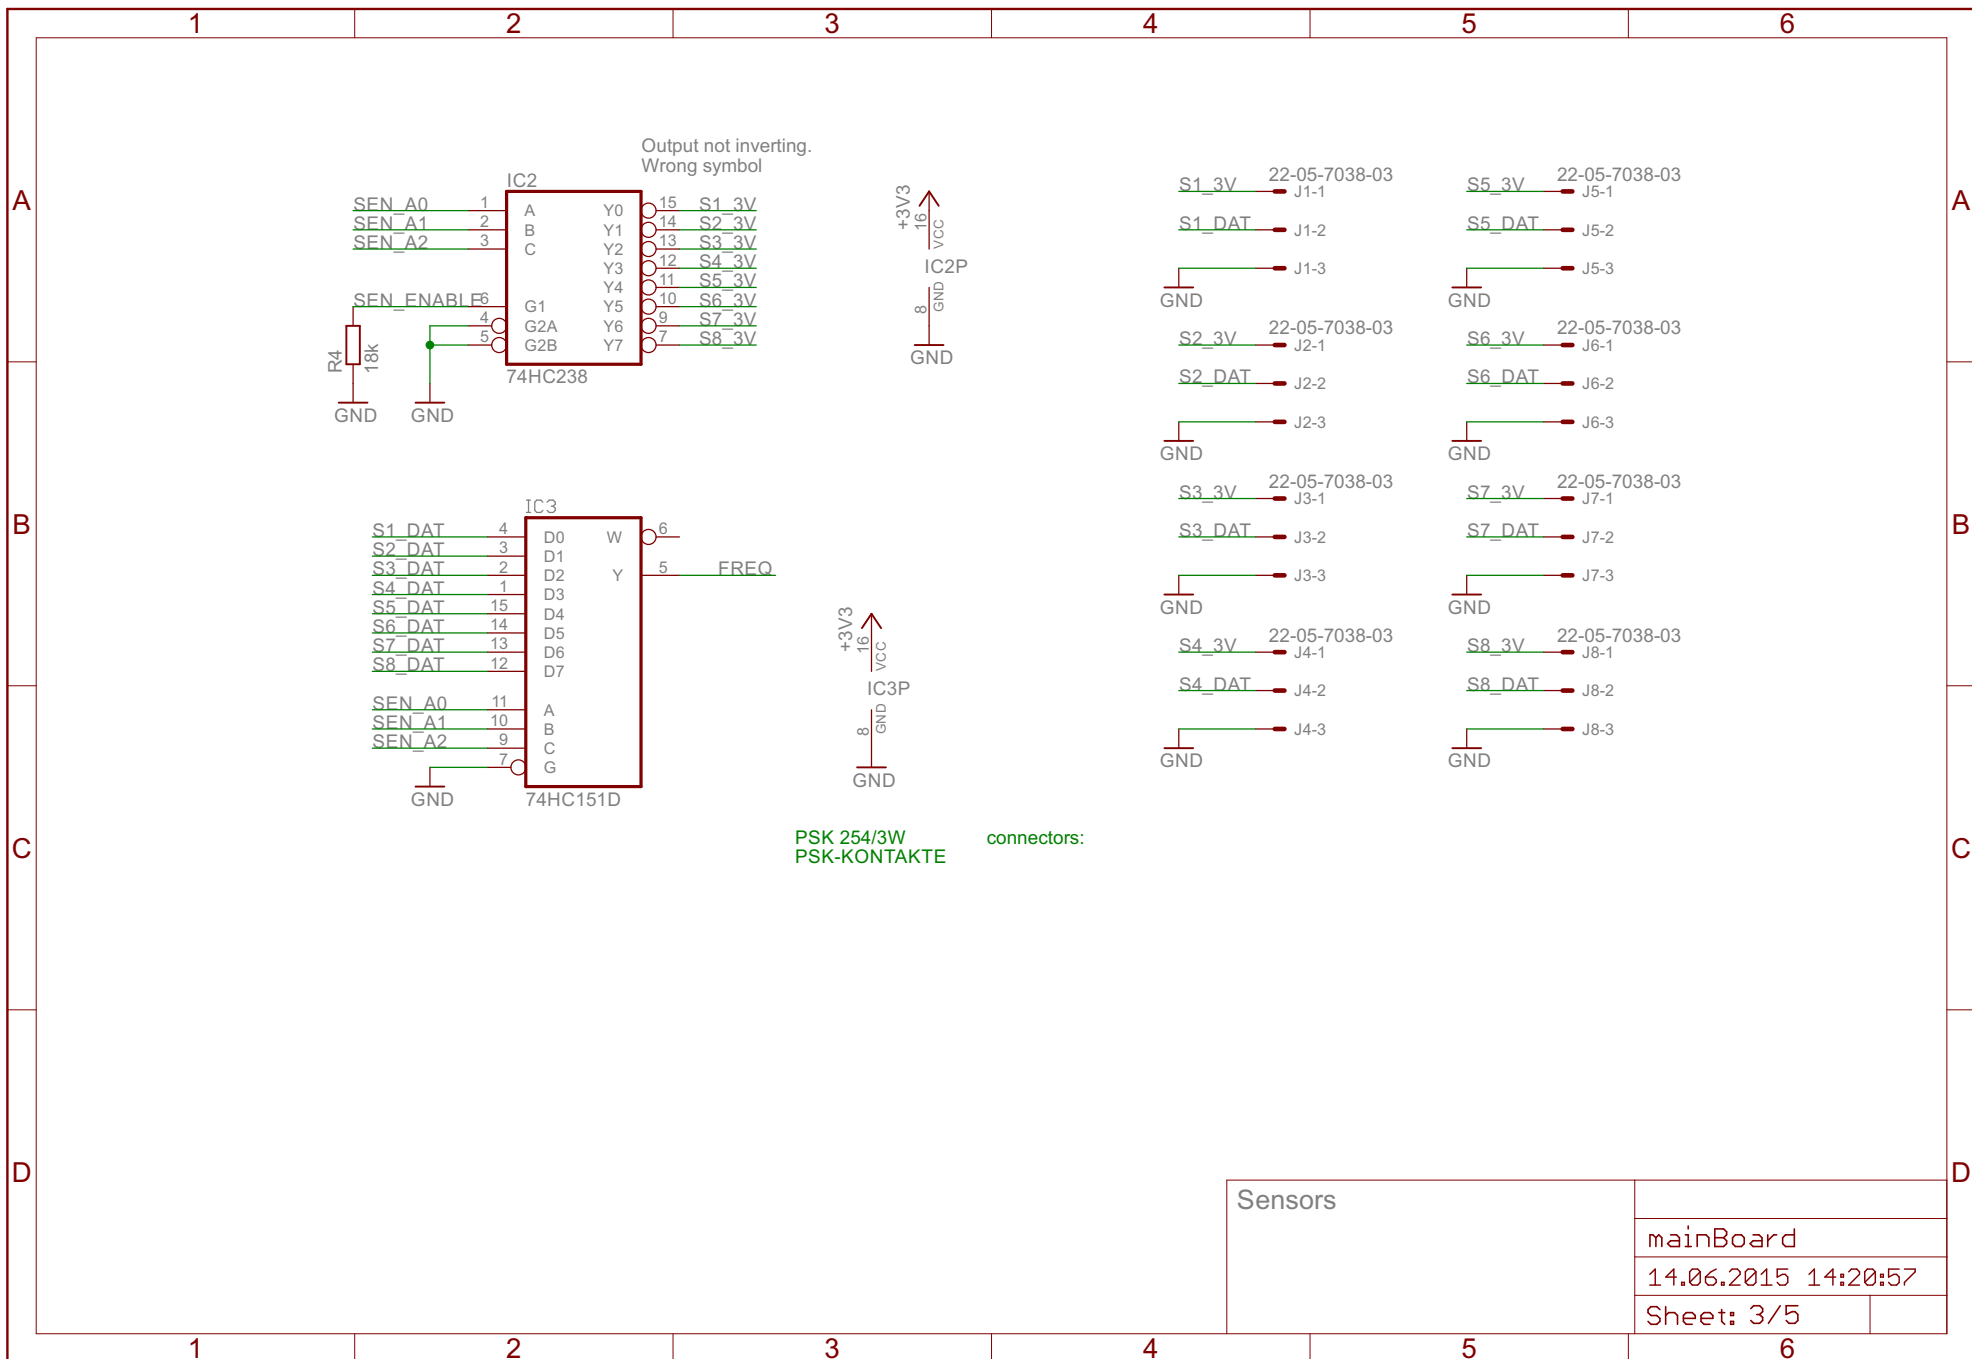 1 2 3 4 5 6
A A
Output not inverting.
Wrong symbol
IC2
SEN_A0 1 A Y0 15 S1_3V
SEN_A1 2 B Y1 14 S2_3V
SEN_A2 3 C Y2 13 S3_3V
Y3 12 S4_3V
Y4 11 S5_3V
SEN_ENABLE 6 G1 Y5 10 S6_3V
4 G2A Y6 9 S7_3V
5 G2B Y7 7 S8_3V
74HC238
R4
18k
GND
GND
+3V3
16
VCC
IC2P
8
GND
GND
22-05-7038-03
S1_3V J1-1
S1_DAT J1-2
J1-3
GND
22-05-7038-03
S5_3V J5-1
S5_DAT J5-2
J5-3
GND
22-05-7038-03
S2_3V J2-1
S2_DAT J2-2
J2-3
GND
22-05-7038-03
S6_3V J6-1
S6_DAT J6-2
J6-3
GND
B B
IC3
S1_DAT 4 D0 W 6
S2_DAT 3 D1
S3_DAT 2 D2 Y 5 FREQ
S4_DAT 1 D3
S5_DAT 15 D4
S6_DAT 14 D5
S7_DAT 13 D6
S8_DAT 12 D7
SEN_A0 11 A
SEN_A1 10 B
SEN_A2 9 C
7 G
GND
74HC151D
+3V3
16
VCC
IC3P
8
GND
GND
22-05-7038-03
S3_3V J3-1
S3_DAT J3-2
J3-3
GND
22-05-7038-03
S7_3V J7-1
S7_DAT J7-2
J7-3
GND
22-05-7038-03
S4_3V J4-1
S4_DAT J4-2
J4-3
GND
22-05-7038-03
S8_3V J8-1
S8_DAT J8-2
J8-3
GND
C C
PSK 254/3W connectors:
PSK-KONTAKTE
D D
Sensors
mainBoard
14.06.2015 14:20:57
Sheet: 3/5
1 2 3 4 5 6